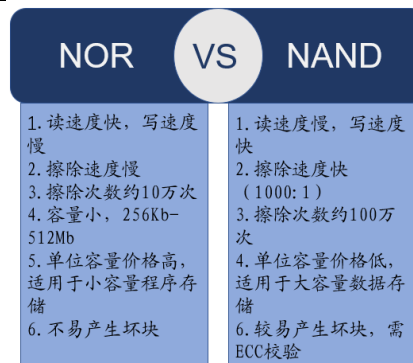 NOR
VS
NAND
1.读速度快，写速度
慢
2.擦除速度慢
3.擦除次数约10万次
4.容量小，256Kb-
512Mb
5.单位容量价格高，
适用于小容量程序存
储
6.不易产生坏块
1.读速度慢，写速度
快
2.擦除速度快
（1000:1）
3.擦除次数约100万
次
4.单位容量价格低，
适用于大容量数据存
储
6.较易产生坏块，需
ECC校验